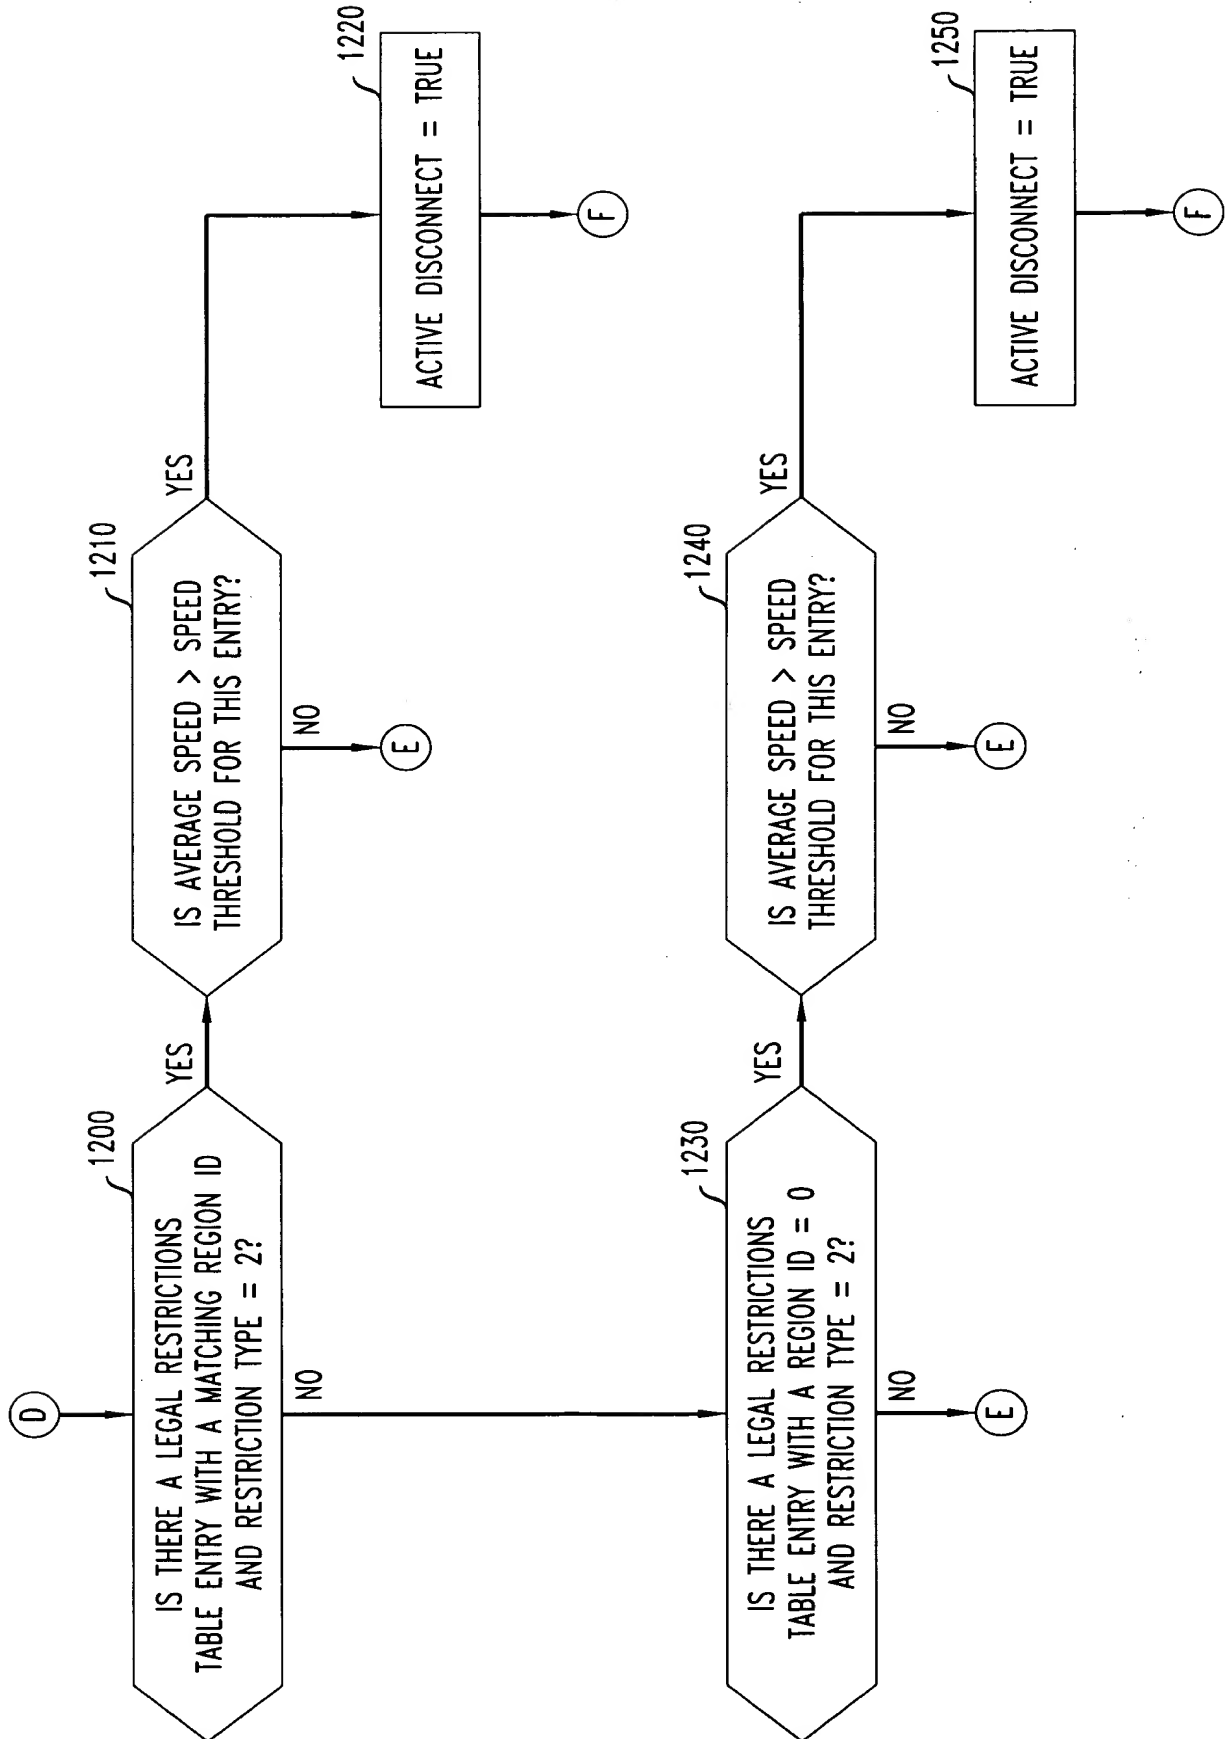 D
1200
IS THERE A LEGAL RESTRICTIONS
TABLE ENTRY WITH A MATCHING REGION ID
AND RESTRICTION TYPE = 2?
YES
NO
1210
IS AVERAGE SPEED > SPEED
THRESHOLD FOR THIS ENTRY?
YES
NO
E
1220
ACTIVE DISCONNECT = TRUE
F
1230
IS THERE A LEGAL RESTRICTIONS
TABLE ENTRY WITH A REGION ID = 0
AND RESTRICTION TYPE = 2?
YES
NO
E
1240
IS AVERAGE SPEED > SPEED
THRESHOLD FOR THIS ENTRY?
YES
NO
E
1250
ACTIVE DISCONNECT = TRUE
F